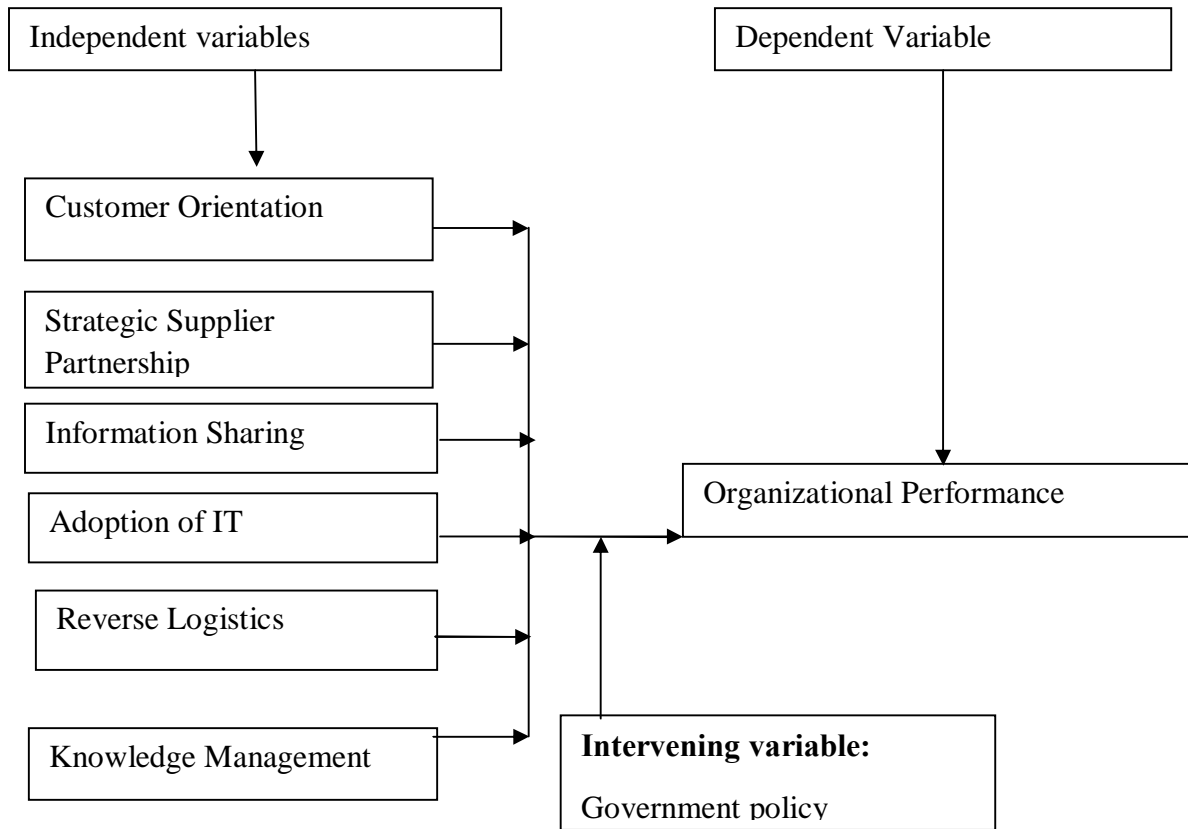 Independent variables
Dependent Variable
Customer Orientation
Strategic Supplier
Partnership
Information Sharing
Organizational Performance
Adoption of IT
Reverse Logistics
Knowledge Management
Intervening variable:
Government policy